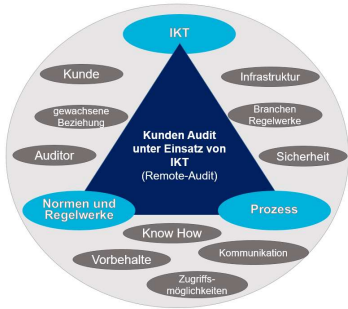 IKT
Kunde
Infrastruktur
gewachsene
Beziehung
Branchen
Regelwerke
Kunden Audit
unter Einsatz von
IKT
(Remote-Audit)
Auditor
Sicherheit
Normen und
Regelwerke
Prozess
Know How
Vorbehalte
Kommunikation
Zugriffs-
möglichkeiten